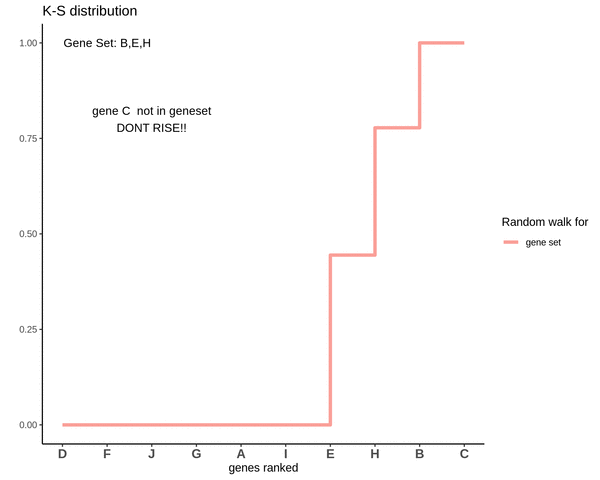 K-S distribution
Gene Set: B,E,H
gene C  not in geneset
DONT RISE!!
1.00
0.75
0.50
0.25
0.00
D F J G A I E H B C
genes ranked
Random walk for
gene set